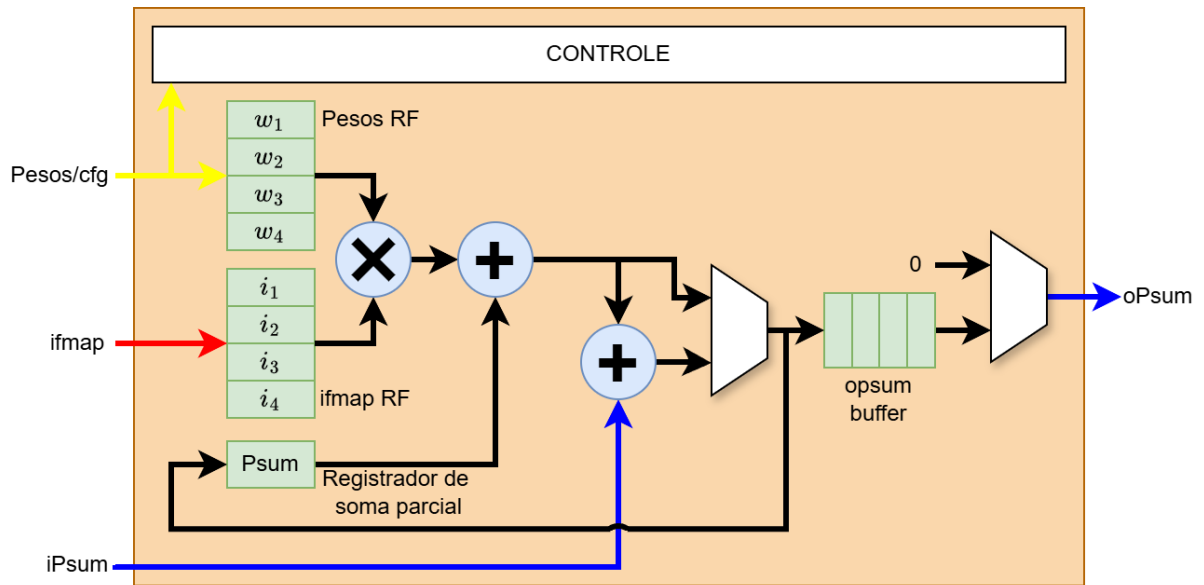 CONTROLE
Pesos RF
w₁
w₂
w₃
w₄
Pesos/cfg
i₁
i₂
i₃
i₄
ifmap
ifmap RF
0
oPsum
opsum
buffer
Psum
Registrador de
soma parcial
iPsum